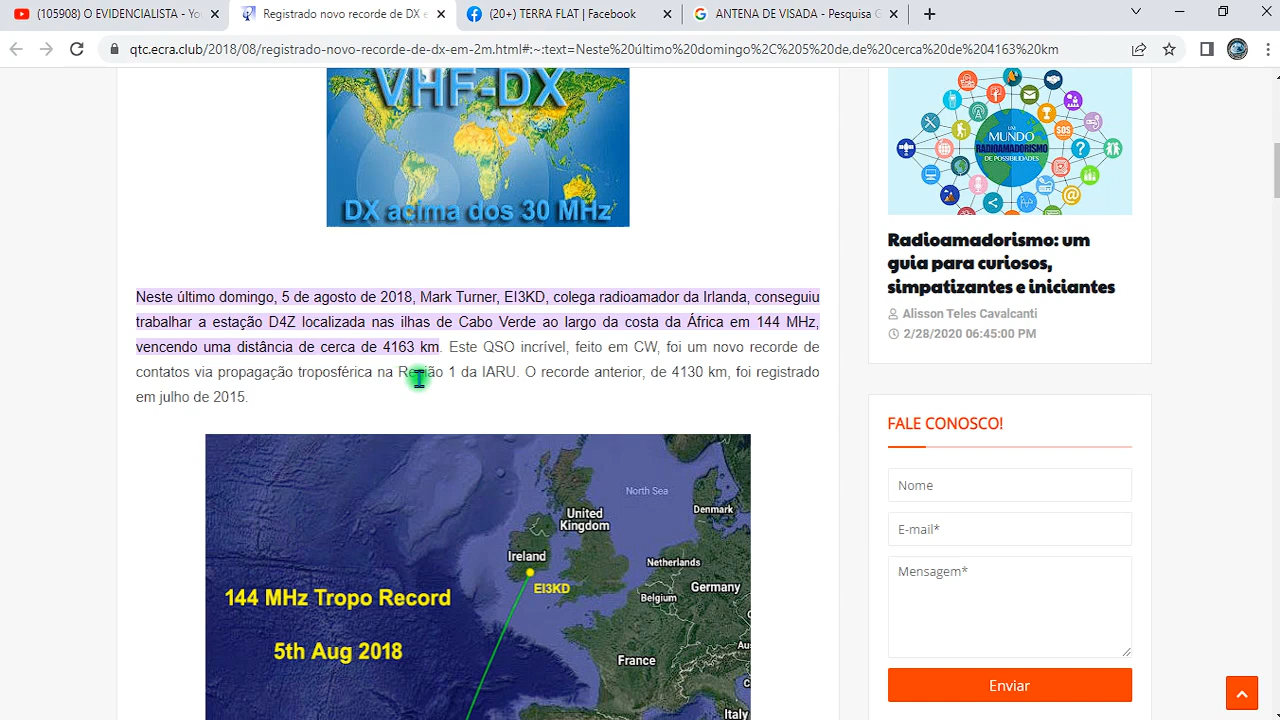 (105908) O EVIDENCIALISTA - Yo
Registrado novo recorde de DX e
(20+) TERRA FLAT | Facebook
ANTENA DE VISADA - Pesquisa G
qtc.ecra.club/2018/08/registrado-novo-recorde-de-dx-em-2m.html#:~:text=Neste%20último%20domingo%2C%205%20de,de%20cerca%20de%204163%20km
VHF-DX
DX acima dos 30 MHz
Neste último domingo, 5 de agosto de 2018, Mark Turner, EI3KD, colega radioamador da Irlanda, conseguiu
trabalhar a estação D4Z localizada nas ilhas de Cabo Verde ao largo da costa da África em 144 MHz,
vencendo uma distância de cerca de 4163 km. Este QSO incrível, feito em CW, foi um novo recorde de
contatos via propagação troposférica na Região 1 da IARU. O recorde anterior, de 4130 km, foi registrado
em julho de 2015.
North Sea
Denmark
United
Kingdom
Ireland
Netherlands
EI3KD
Germany
Belgium
144 MHz Tropo Record
Au
5th Aug 2018
France
Italy
UM
MUNDO
RADIOAMADORISMO
DE POSSIBILIDADES
SOS
Radioamadorismo: um
guia para curiosos,
simpatizantes e iniciantes
Alisson Teles Cavalcanti
2/28/2020 06:45:00 PM
FALE CONOSCO!
Nome
E-mail*
Mensagem*
Enviar